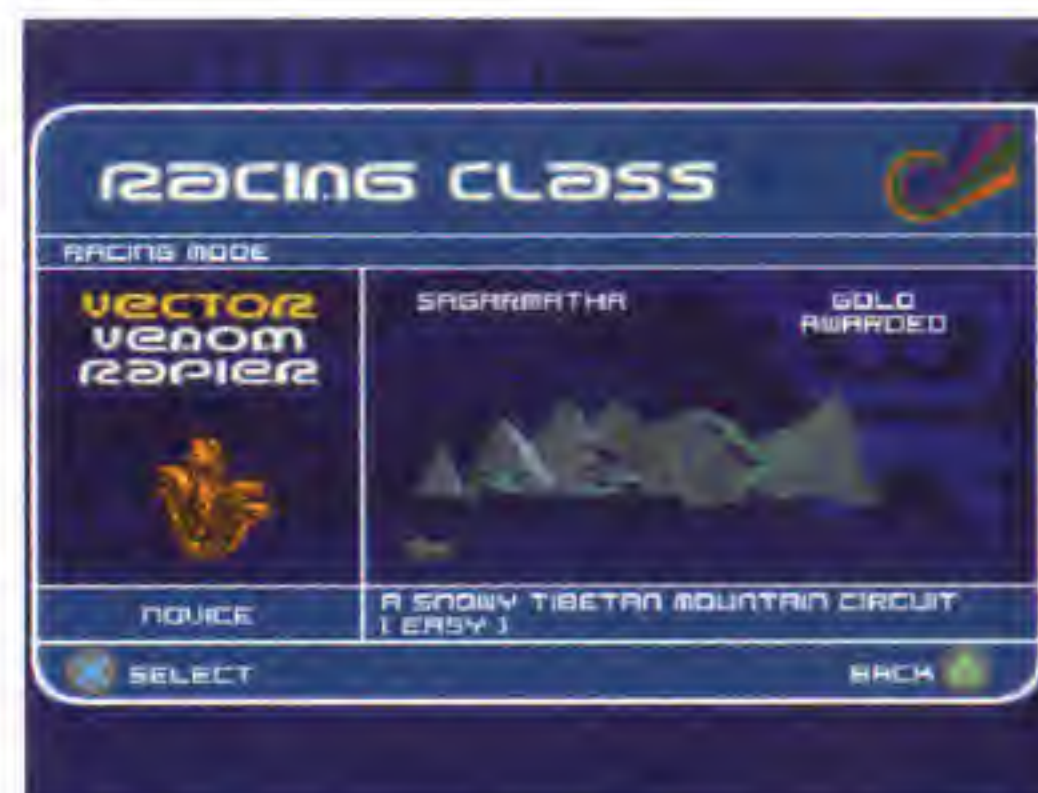 RACING CLASS
RACING MODE
VECTOR
VENOM
RAPIER
SAGARMATHA
GOLD
AWARDED
NOVICE
A SNOWY TIBETAN MOUNTAIN CIRCUIT
[ EASY ]
SELECT
BACK